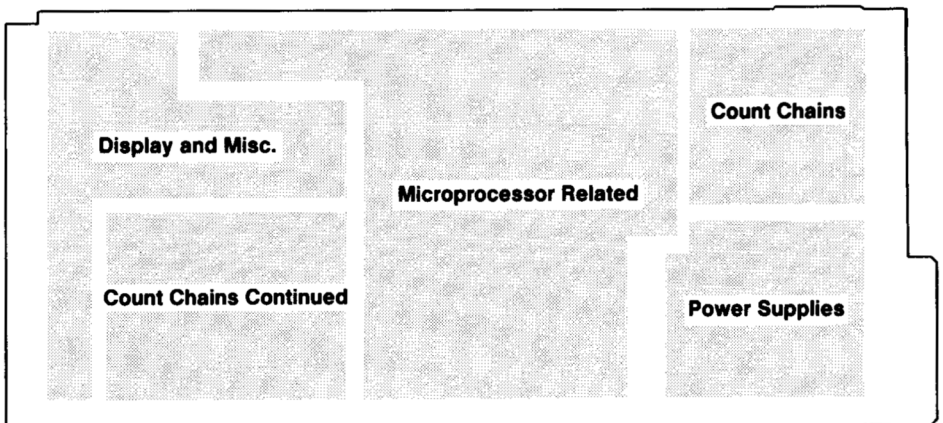 Count Chains
Display and Misc.
Microprocessor Related
Count Chains Continued
Power Supplies